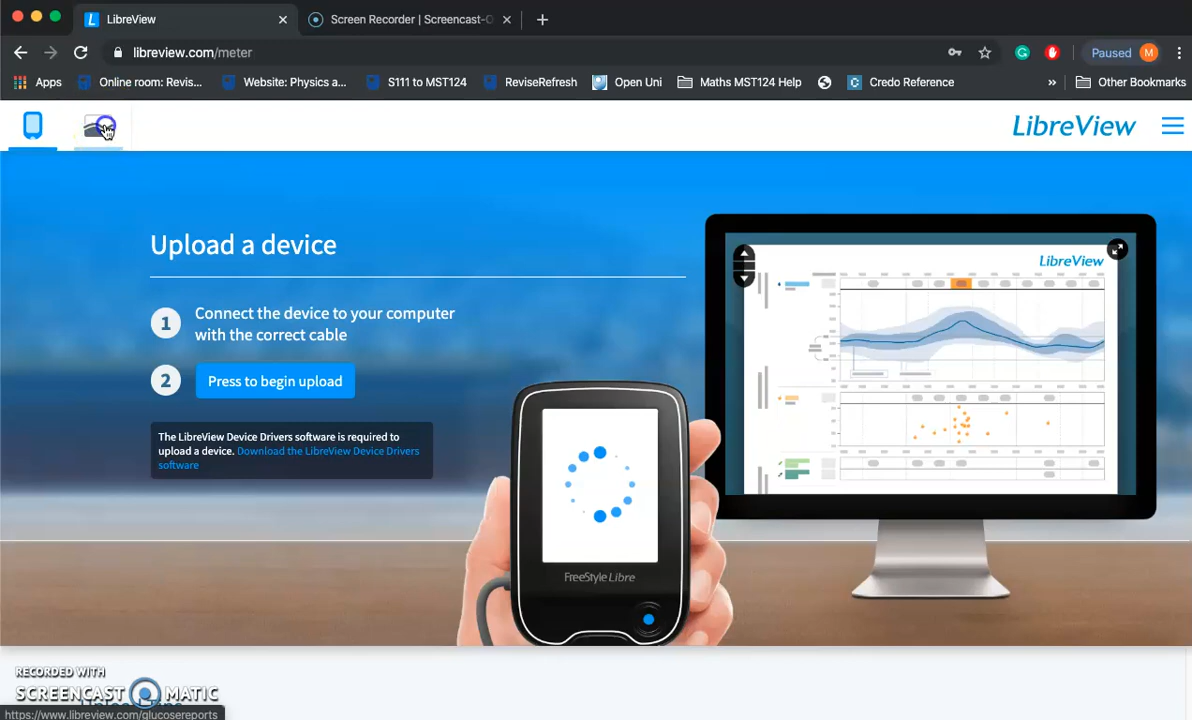 LibreView
Screen Recorder | Screencast-O
libreview.com/meter
Paused M
Apps
Online room: Revis...
Website: Physics a...
S111 to MST124
ReviseRefresh
Open Uni
Maths MST124 Help
Credo Reference
»
Other Bookmarks
LibreView
Upload a device
1 Connect the device to your computer
with the correct cable
2 Press to begin upload
The LibreView Device Drivers software is required to
upload a device. Download the LibreView Device Drivers
software
LibreView
FreeStyle Libre
RECORDED WITH
SCREENCAST MATIC
https://www.libreview.com/glucosereports